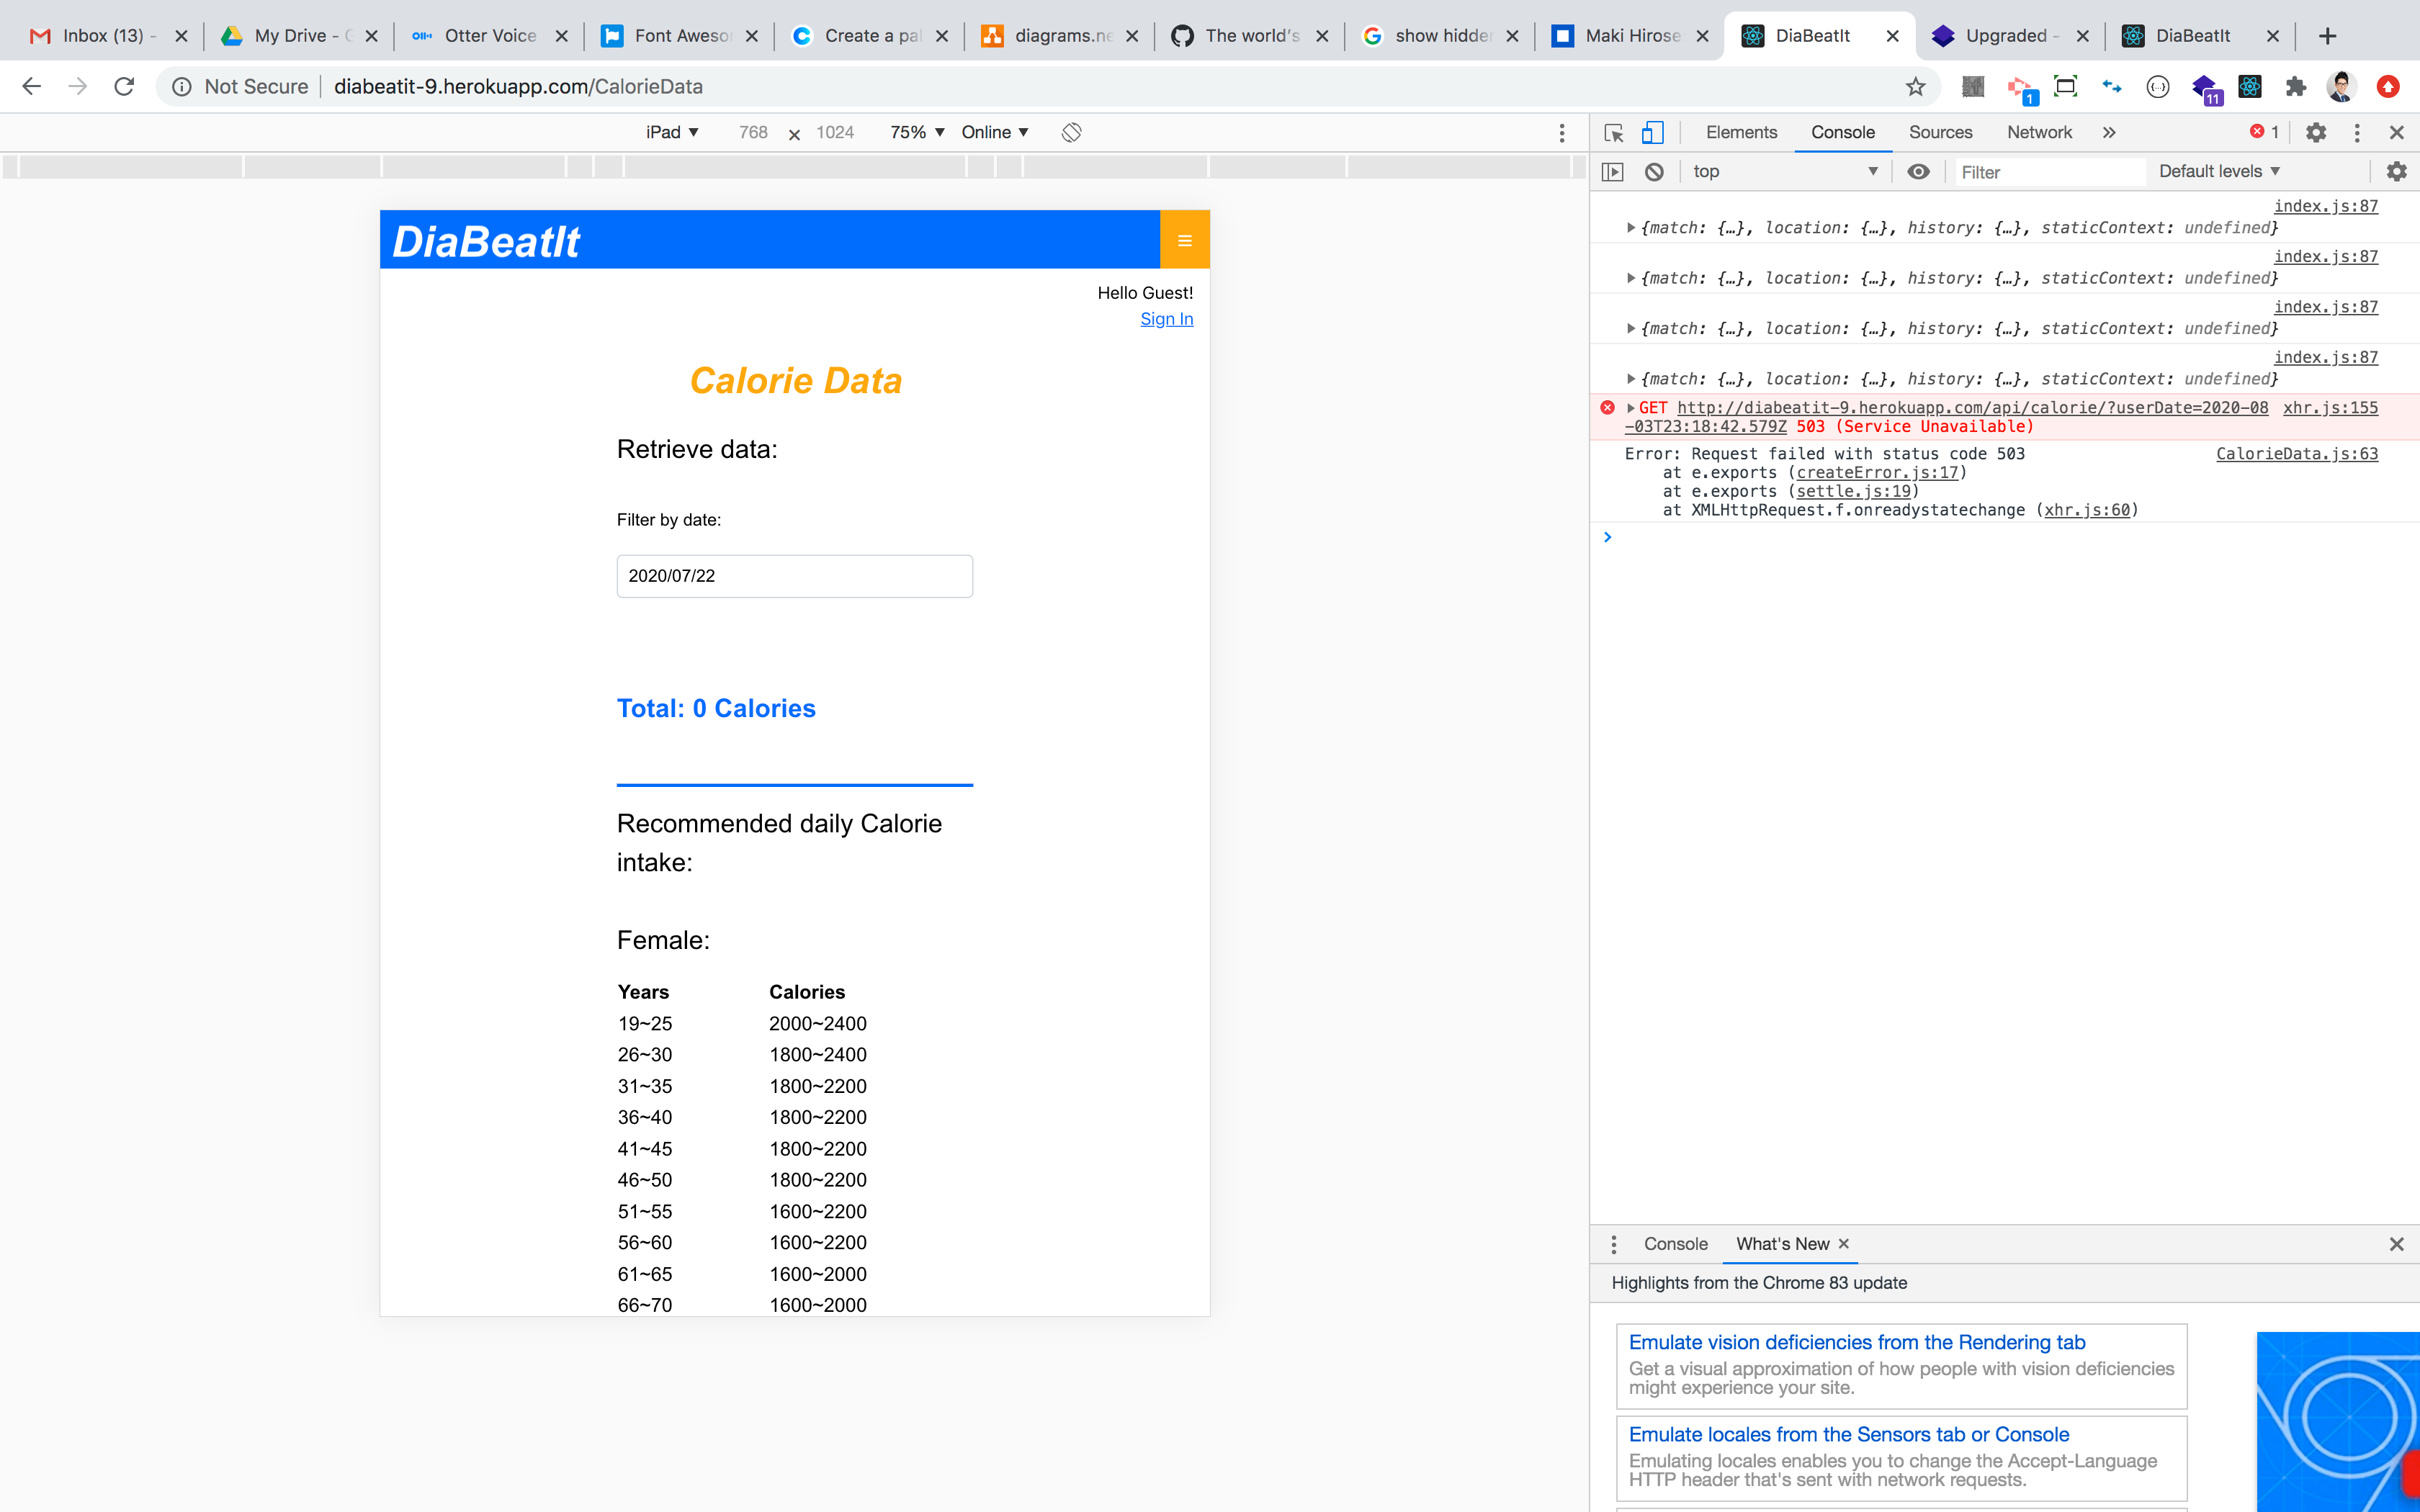 Inbox (13) -
My Drive - G
Otter Voice
Font Aweso
Create a pal
diagrams.ne
The world's
show hidden
Maki Hirose
DiaBeatIt
Upgraded -
DiaBeatIt
Not Secure
diabeatit-9.herokuapp.com/CalorieData
1
11
iPad ▼ 768 x 1024 75% ▼ Online ▼
DiaBeatIt
Hello Guest!
Sign In
Calorie Data
Retrieve data:
Filter by date:
2020/07/22
Total: 0 Calories
Recommended daily Calorie
intake:
Female:
Years Calories
19~25 2000~2400
26~30 1800~2400
31~35 1800~2200
36~40 1800~2200
41~45 1800~2200
46~50 1800~2200
51~55 1600~2200
56~60 1600~2200
61~65 1600~2000
66~70 1600~2000
Elements Console Sources Network » 1
top ▼ Filter Default levels ▼
index.js:87
{match: {…}, location: {…}, history: {…}, staticContext: undefined}
index.js:87
{match: {…}, location: {…}, history: {…}, staticContext: undefined}
index.js:87
{match: {…}, location: {…}, history: {…}, staticContext: undefined}
index.js:87
{match: {…}, location: {…}, history: {…}, staticContext: undefined}
GET http://diabeatit-9.herokuapp.com/api/calorie/?userDate=2020-08 xhr.js:155
-03T23:18:42.579Z 503 (Service Unavailable)
Error: Request failed with status code 503 CalorieData.js:63
at e.exports (createError.js:17)
at e.exports (settle.js:19)
at XMLHttpRequest.f.onreadystatechange (xhr.js:60)
Console What's New
Highlights from the Chrome 83 update
Emulate vision deficiencies from the Rendering tab
Get a visual approximation of how people with vision deficiencies
might experience your site.
Emulate locales from the Sensors tab or Console
Emulating locales enables you to change the Accept-Language
HTTP header that's sent with network requests.